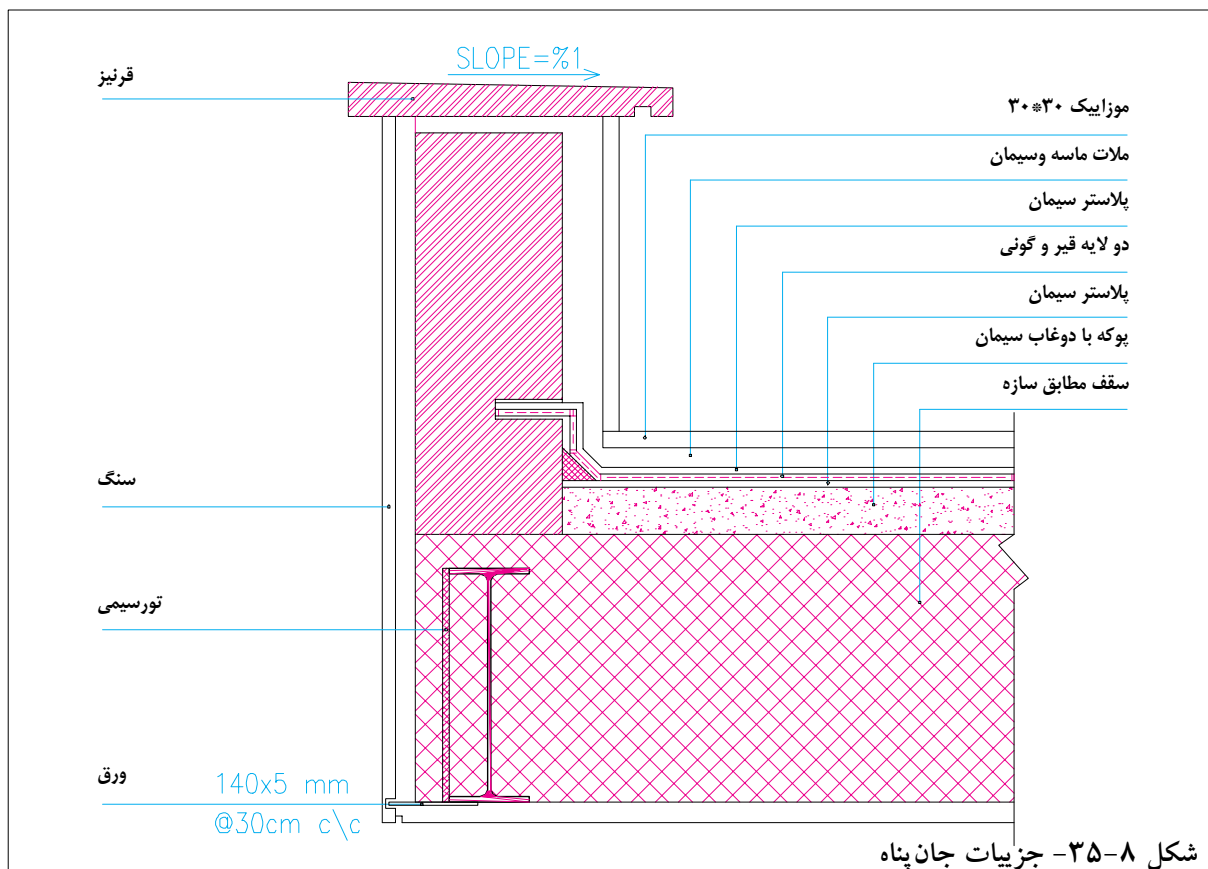 SLOPE=%1
قرنیز
موزاییک ۳۰*۳۰
ملات ماسه وسیمان
پلاستر سیمان
دو لایه قیر و گونی
پلاستر سیمان
پوکه با دوغاب سیمان
سقف مطابق سازه
سنگ
تورسیمی
ورق
140x5 mm
@30cm c\c
شکل ۸-۳۵- جزییات جان‌پناه